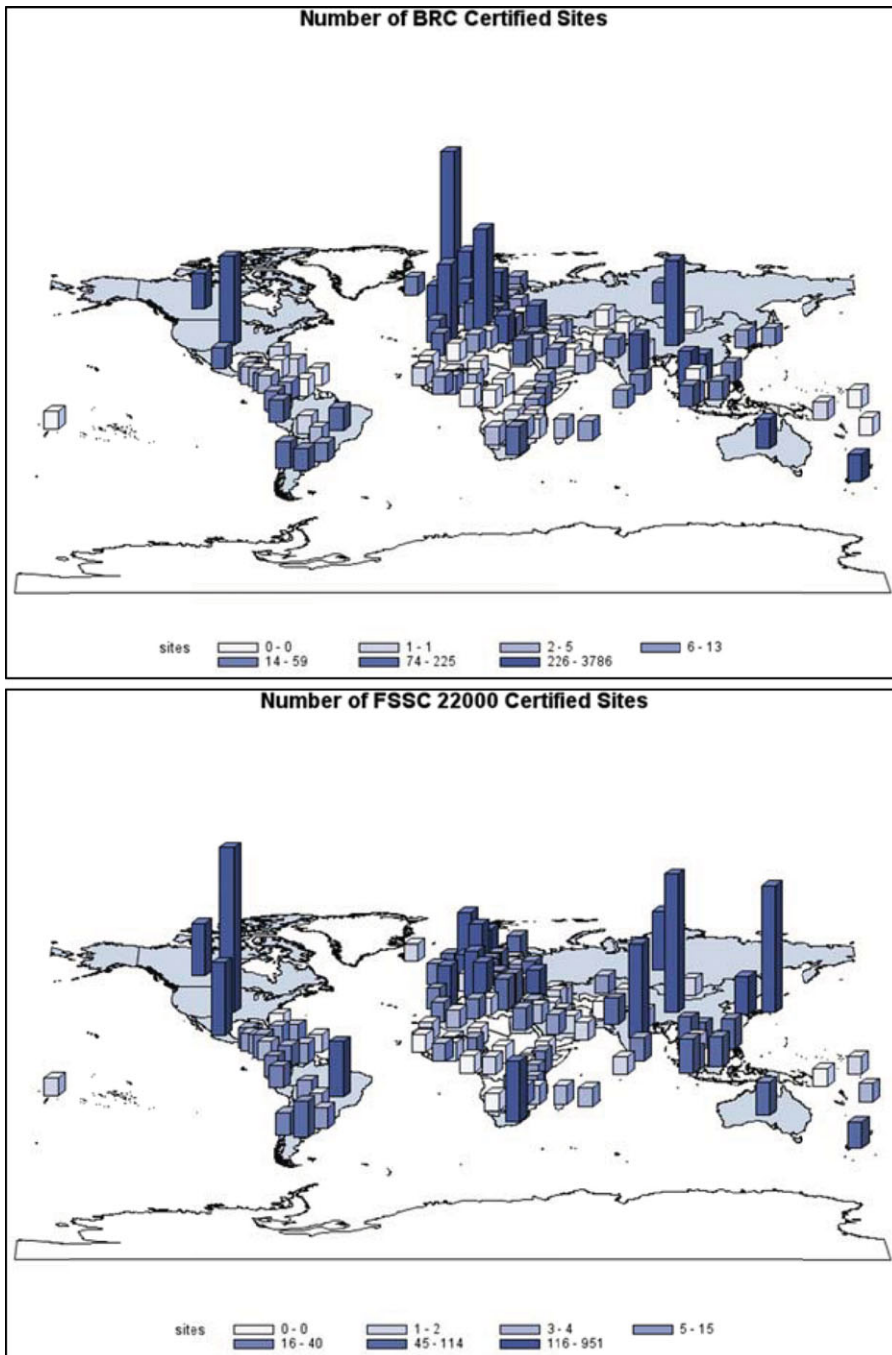 Number of BRC Certified Sites
sites 0 - 0 1 - 1 2 - 5 6 - 13
14 - 59 74 - 225 226 - 3786
Number of FSSC 22000 Certified Sites
sites 0 - 0 1 - 2 3 - 4 5 - 15
16 - 40 45 - 114 116 - 951